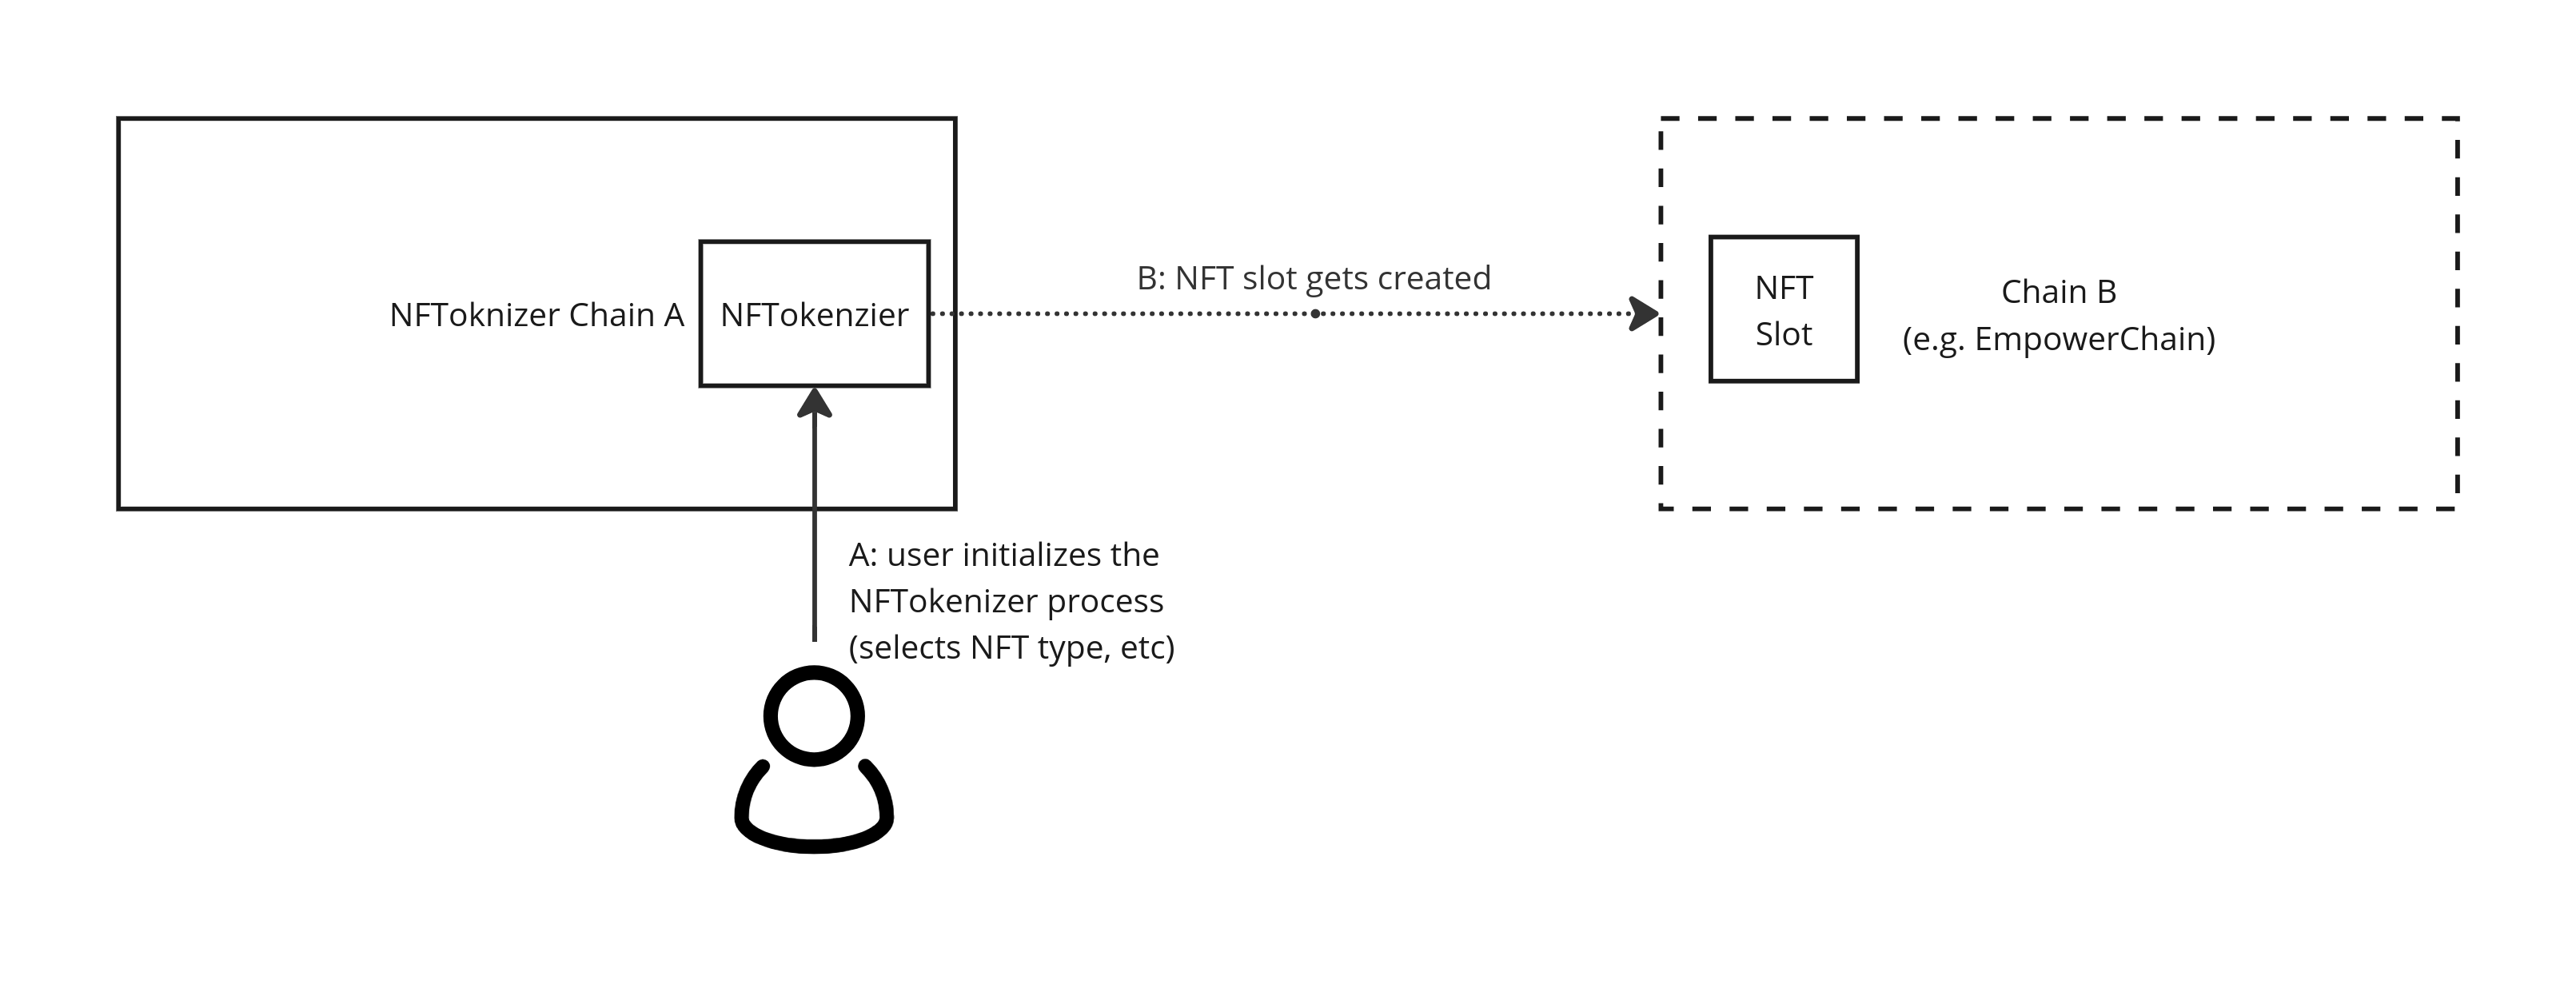 NFToknizer Chain A
NFTokenzier
B: NFT slot gets created
NFT
Slot
Chain B
(e.g. EmpowerChain)
A: user initializes the
NFTokenizer process
(selects NFT type, etc)